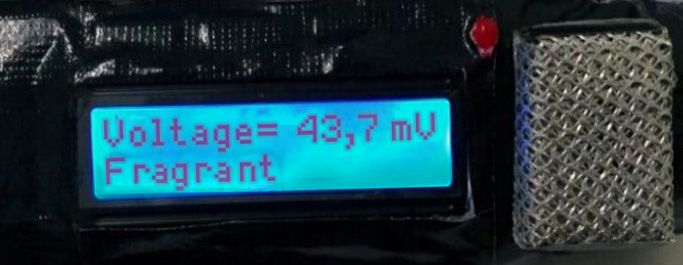 Voltage= 43,7 mV
Fragrant